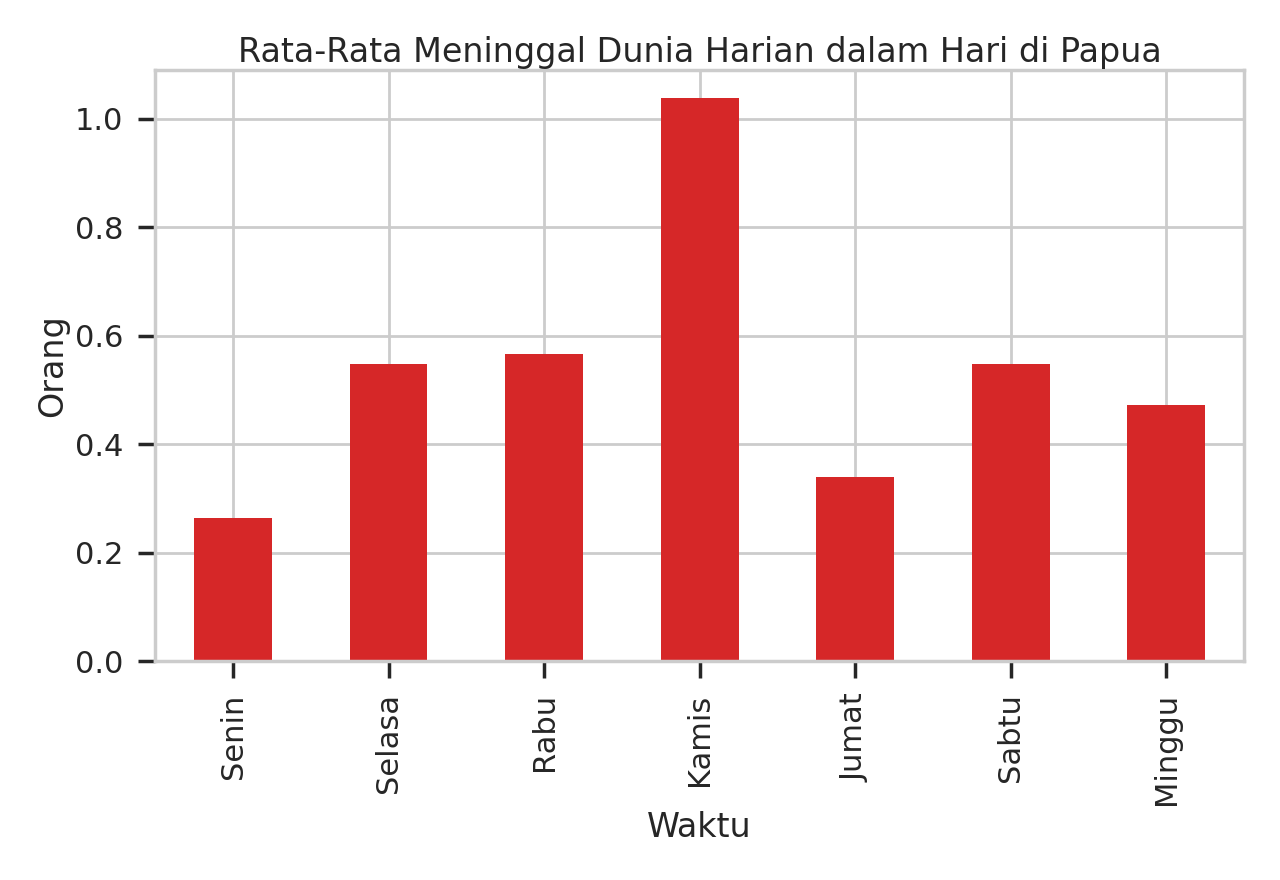 Rata-Rata Meninggal Dunia Harian dalam Hari di Papua
Orang
1.0
0.8
0.6
0.4
0.2
0.0
Senin
Selasa
Rabu
Kamis
Jumat
Sabtu
Minggu
Waktu